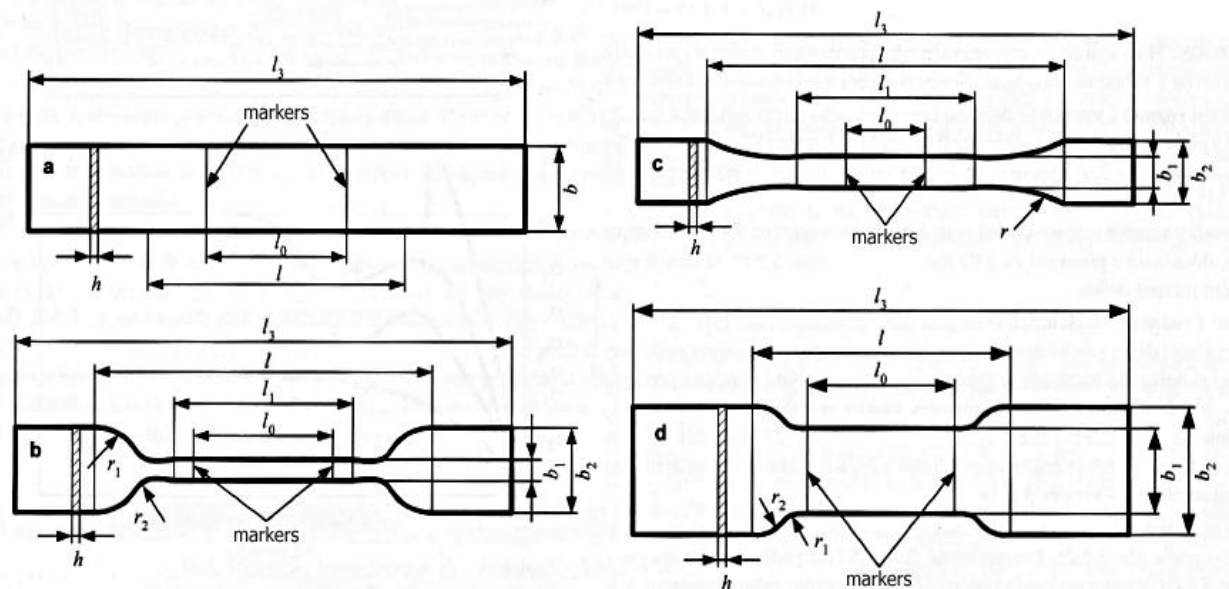 l₃
markers
a
b
h
l₀
l
l₃
l
l₁
l₀
b
r₁
b₁
b₂
r₂
markers
h
l₃
l
l₁
l₀
c
b₁
b₂
h
markers
r
l₃
l
l₀
d
b₁
b₂
r₂
r₁
h
markers